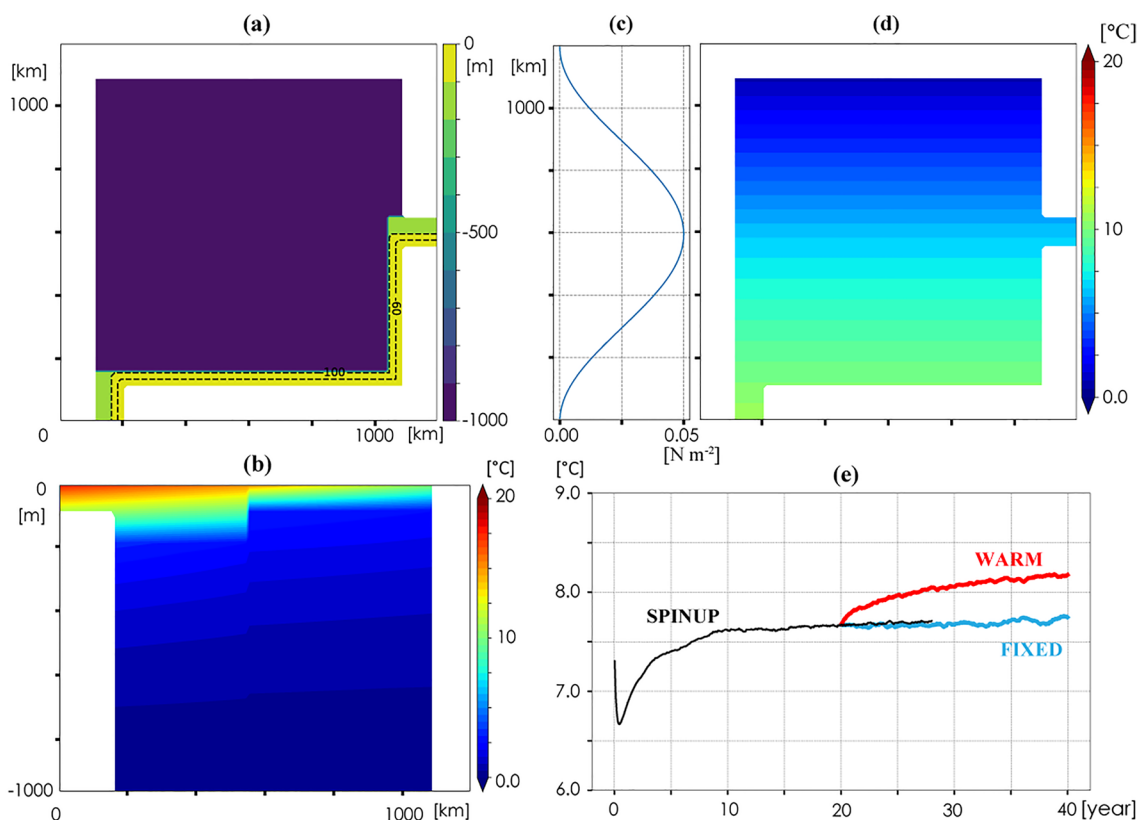 (a)
[km]
1000
60
100
0
1000
[km]
0
[m]
-500
-1000
(c)
[km]
1000
0.00
0.05
[N m-2]
(d)
[°C]
20
10
0.0
(b)
0
[m]
-1000
0
1000
[km]
[°C]
20
10
0.0
(e)
[°C]
9.0
8.0
7.0
6.0
SPINUP
WARM
FIXED
0
10
20
30
40
[year]